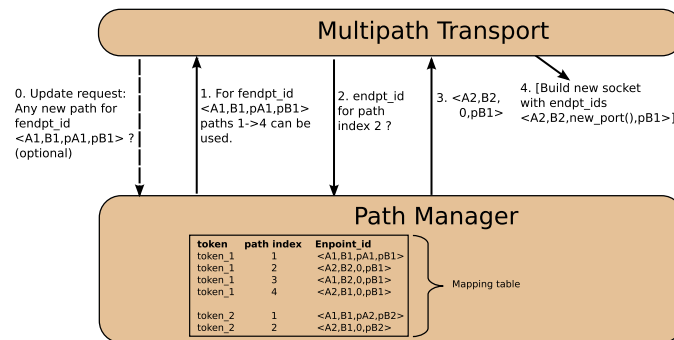 Multipath Transport
0. Update request:
Any new path for
fendpt_id
<A1,B1,pA1,pB1> ?
(optional)
1. For fendpt_id
<A1,B1,pA1,pB1>
paths 1->4 can be
used.
2. endpt_id
for path
index 2 ?
3. <A2,B2,
0,pB1>
4. [Build new socket
with endpt_ids
<A2,B2,new_port(),pB1>]
Path Manager
token path index Enpoint_id
token_1 1 <A1,B1,pA1,pB1>
token_1 2 <A2,B2,0,pB1>
token_1 3 <A1,B2,0,pB1>
token_1 4 <A2,B1,0,pB1>
token_2 1 <A1,B1,pA2,pB2>
token_2 2 <A2,B1,0,pB2>
Mapping table